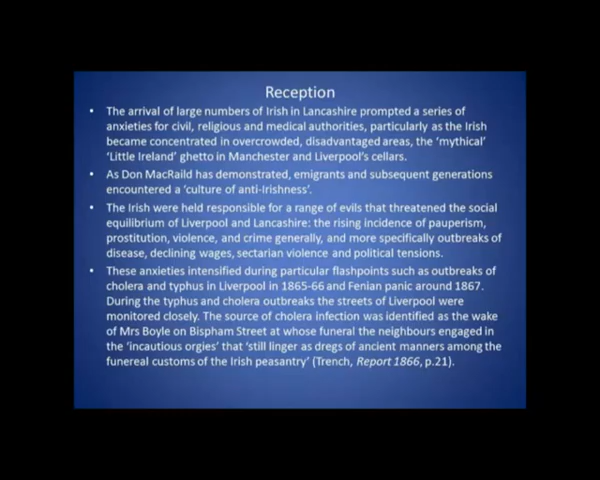 Reception
• The arrival of large numbers of Irish in Lancashire prompted a series of
anxieties for civil, religious and medical authorities, particularly as the Irish
became concentrated in overcrowded, disadvantaged areas, the 'mythical'
'Little Ireland' ghetto in Manchester and Liverpool's cellars.
• As Don MacRaild has demonstrated, emigrants and subsequent generations
encountered a 'culture of anti-Irishness'.
• The Irish were held responsible for a range of evils that threatened the social
equilibrium of Liverpool and Lancashire: the rising incidence of pauperism,
prostitution, violence, and crime generally, and more specifically outbreaks of
disease, declining wages, sectarian violence and political tensions.
• These anxieties intensified during particular flashpoints such as outbreaks of
cholera and typhus in Liverpool in 1865-66 and Fenian panic around 1867.
During the typhus and cholera outbreaks the streets of Liverpool were
monitored closely. The source of cholera infection was identified as the wake
of Mrs Boyle on Bispham Street at whose funeral the neighbours engaged in
the 'incautious orgies' that 'still linger as dregs of ancient manners among the
funereal customs of the Irish peasantry' (Trench, Report 1866, p.21).